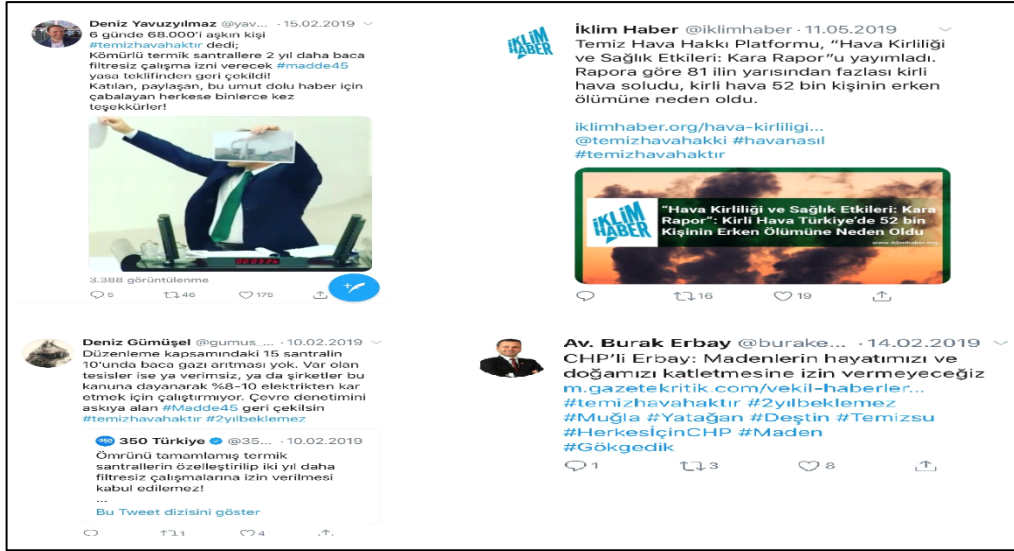 Deniz Yavuzyılmaz @yav... · 15.02.2019
6 günde 68.000'i aşkın kişi
#temizhavahaktır dedi;
Kömürlü termik santrallere 2 yıl daha baca
filtresiz çalışma izni verecek #madde45
yasa teklifinden geri çekildi!
Katılan, paylaşan, bu umut dolu haber için
çabalayan herkese binlerce kez
teşekkürler!
3.388 görüntülenme
5 46 175
İklim Haber @iklimhaber · 11.05.2019
Temiz Hava Hakkı Platformu, “Hava Kirliliği
ve Sağlık Etkileri: Kara Rapor”u yayımladı.
Rapora göre 81 ilin yarısından fazlası kirli
hava soludu, kirli hava 52 bin kişinin erken
ölümüne neden oldu.
iklimhaber.org/hava-kirliligi...
@temizhavahakki #havanasıl
#temizhavahaktır
İKLİM
HABER
“Hava Kirliliği ve Sağlık Etkileri: Kara
Rapor”: Kirli Hava Türkiye'de 52 bin
Kişinin Erken Ölümüne Neden Oldu
www.iklimhaber.org
16 19
Deniz Gümüşel @gumus_... · 10.02.2019
Düzenleme kapsamındaki 15 santralin
10'unda baca gazı arıtması yok. Var olan
tesisler ise ya verimsiz, ya da şirketler bu
kanuna dayanarak %8-10 elektrikten kar
etmek için çalıştırmıyor. Çevre denetimini
askıya alan #Madde45 geri çekilsin
#temizhavahaktır #2yılbeklemez
350 Türkiye @35... · 10.02.2019
Ömrünü tamamlamış termik
santrallerin özelleştirilip iki yıl daha
filtresiz çalışmalarına izin verilmesi
kabul edilemez!
...
Bu Tweet dizisini göster
1 4
Av. Burak Erbay @burake... · 14.02.2019
CHP'li Erbay: Madenlerin hayatımızı ve
doğamızı katletmesine izin vermeyeceğiz
m.gazetekritik.com/vekil-haberler...
#temizhavahaktır #2yılbeklemez
#Muğla #Yatağan #Deştin #Temizsu
#HerkesİçinCHP #Maden
#Gökgedik
1 3 8